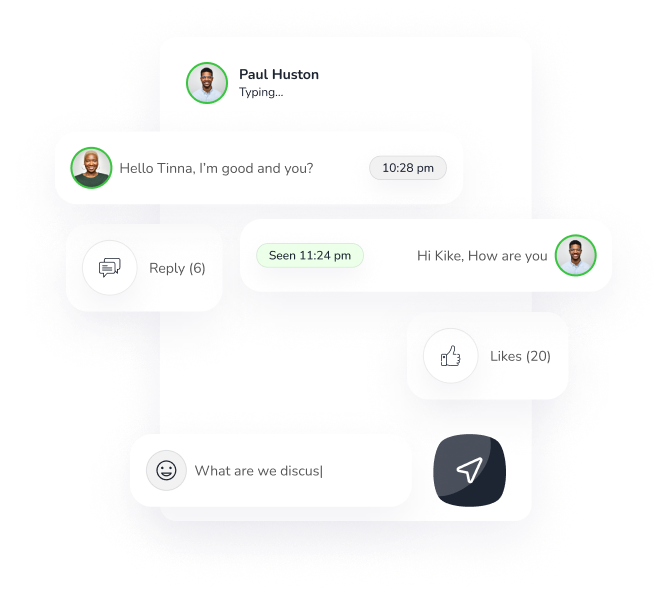 Paul Huston
Typing...
Hello Tinna, I'm good and you?
10:28 pm
Seen 11:24 pm
Hi Kike, How are you
Reply (6)
Likes (20)
What are we discus|